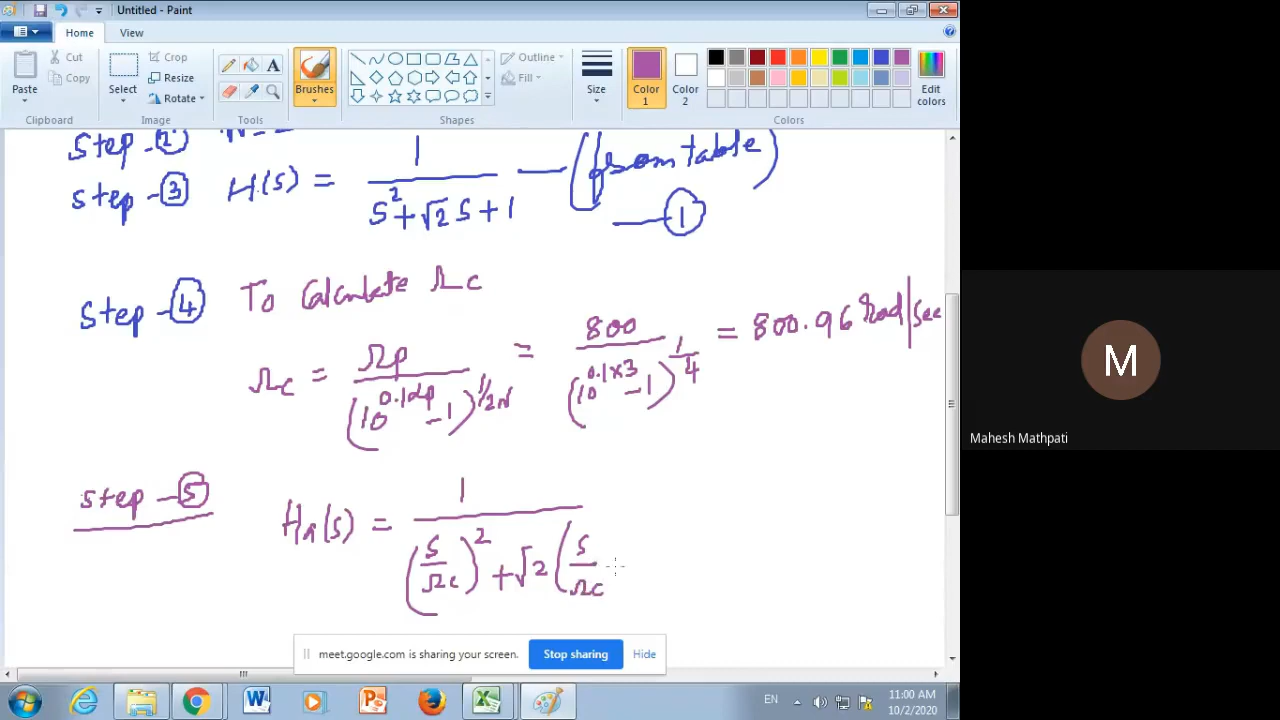 Untitled - Paint
Home View
Paste Cut Copy Select Crop Resize Rotate Brushes Outline Fill Size Color 1 Color 2 Edit colors
Clipboard Image Tools Shapes Colors
step - ②
step - ③ H(s) = 1 / (s² + √2 s + 1) — (from table)
— ①
step - ④ To Calculate Ωc
Ωc = Ωp / (10^0.1αp - 1)^1/2N = 800 / (10^0.1×3 - 1)^1/4 = 800.96 Rad|sec
step - ⑤ Ha(s) = 1 / (s/Ωc)² + √2 (s/Ωc
M
Mahesh Mathpati
meet.google.com is sharing your screen. Stop sharing Hide
EN
11:00 AM
10/2/2020